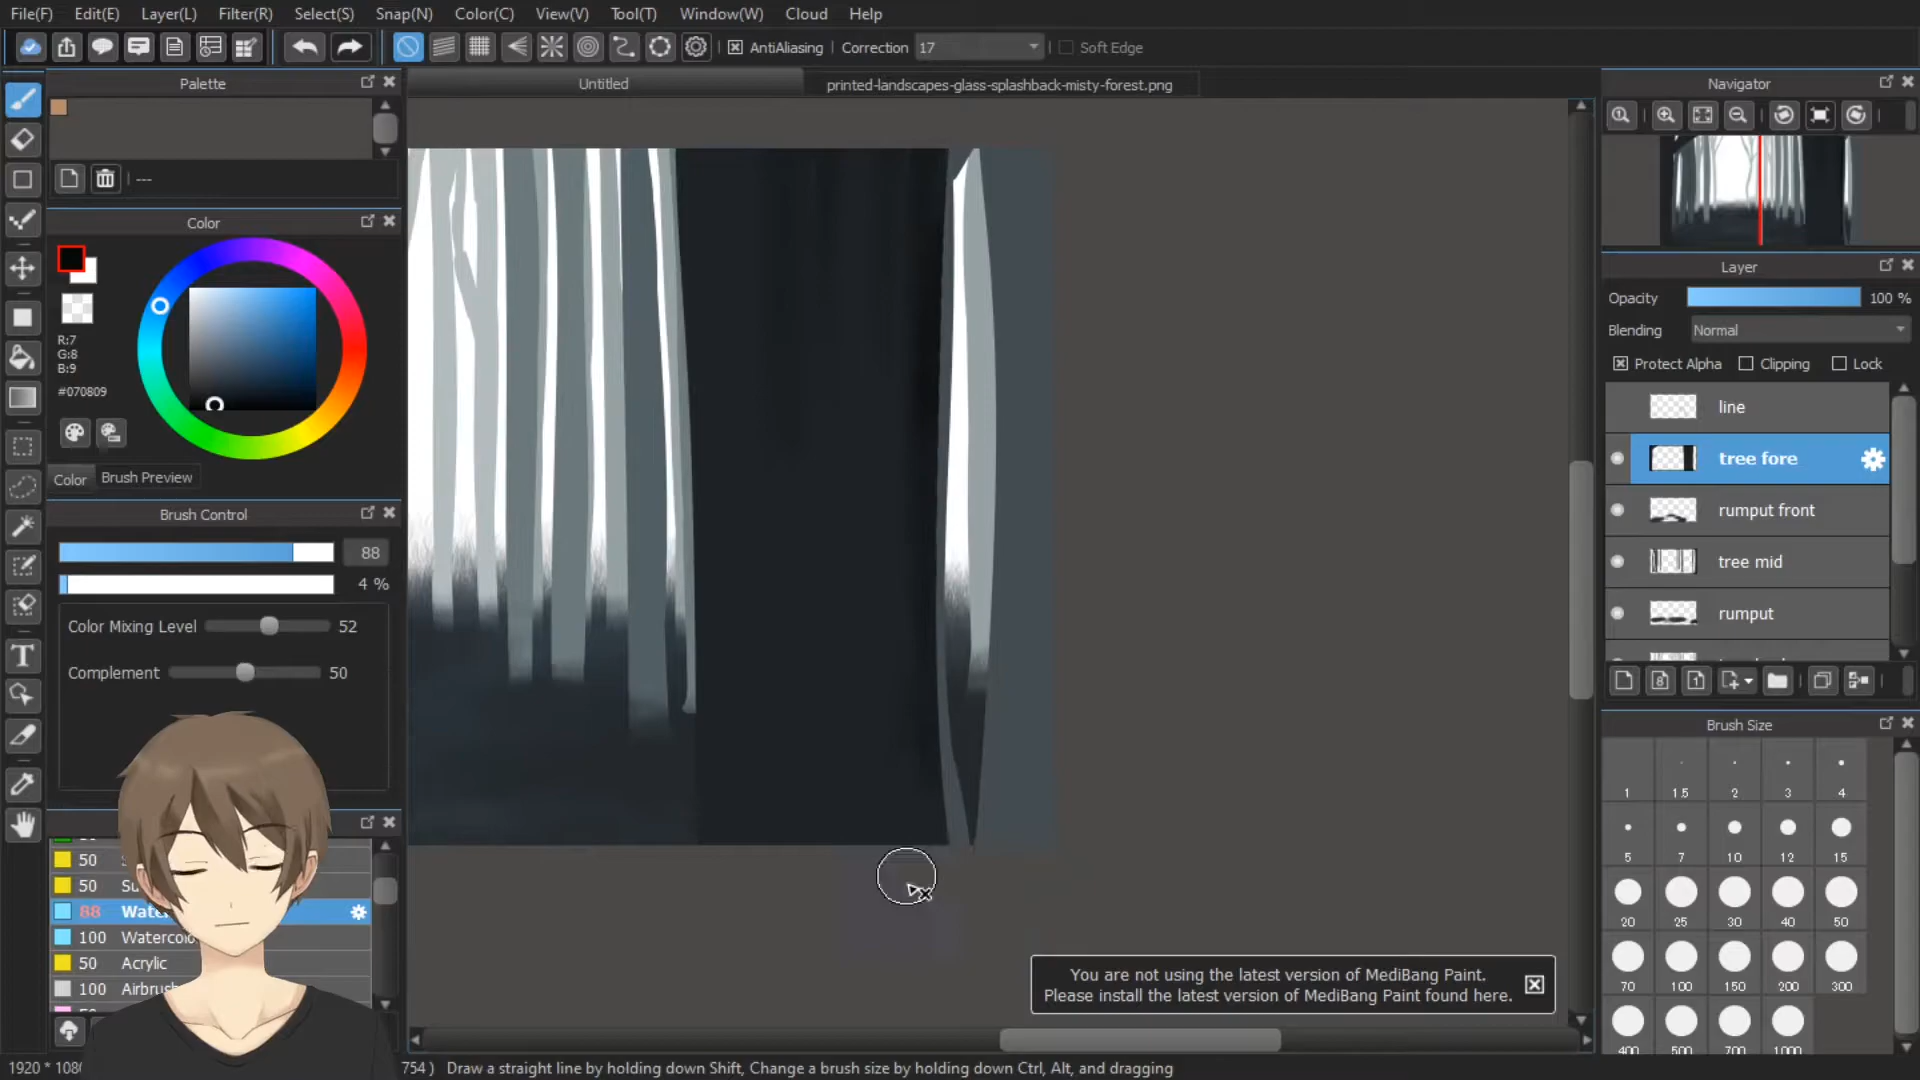 File(F) Edit(E) Layer(L) Filter(R) Select(S) Snap(N) Color(C) View(V) Tool(T) Window(W) Cloud Help
AntiAliasing Correction 17 Soft Edge
Palette
Untitled
printed-landscapes-glass-splashback-misty-forest.png
Navigator
---
Color
R:7
G:8
B:9
#070809
Color Brush Preview
Brush Control
88
4 %
Color Mixing Level 52
Complement 50
50
50 Su
88 Wate
100 Watercolo
50 Acrylic
100 Airbrush
Layer
Opacity 100 %
Blending Normal
Protect Alpha Clipping Lock
line
tree fore
rumput front
tree mid
rumput
Brush Size
1 1.5 2 3 4
5 7 10 12 15
20 25 30 40 50
70 100 150 200 300
400 500 700 1000
You are not using the latest version of MediBang Paint.
Please install the latest version of MediBang Paint found here.
1920 * 108 754 ) Draw a straight line by holding down Shift, Change a brush size by holding down Ctrl, Alt, and dragging